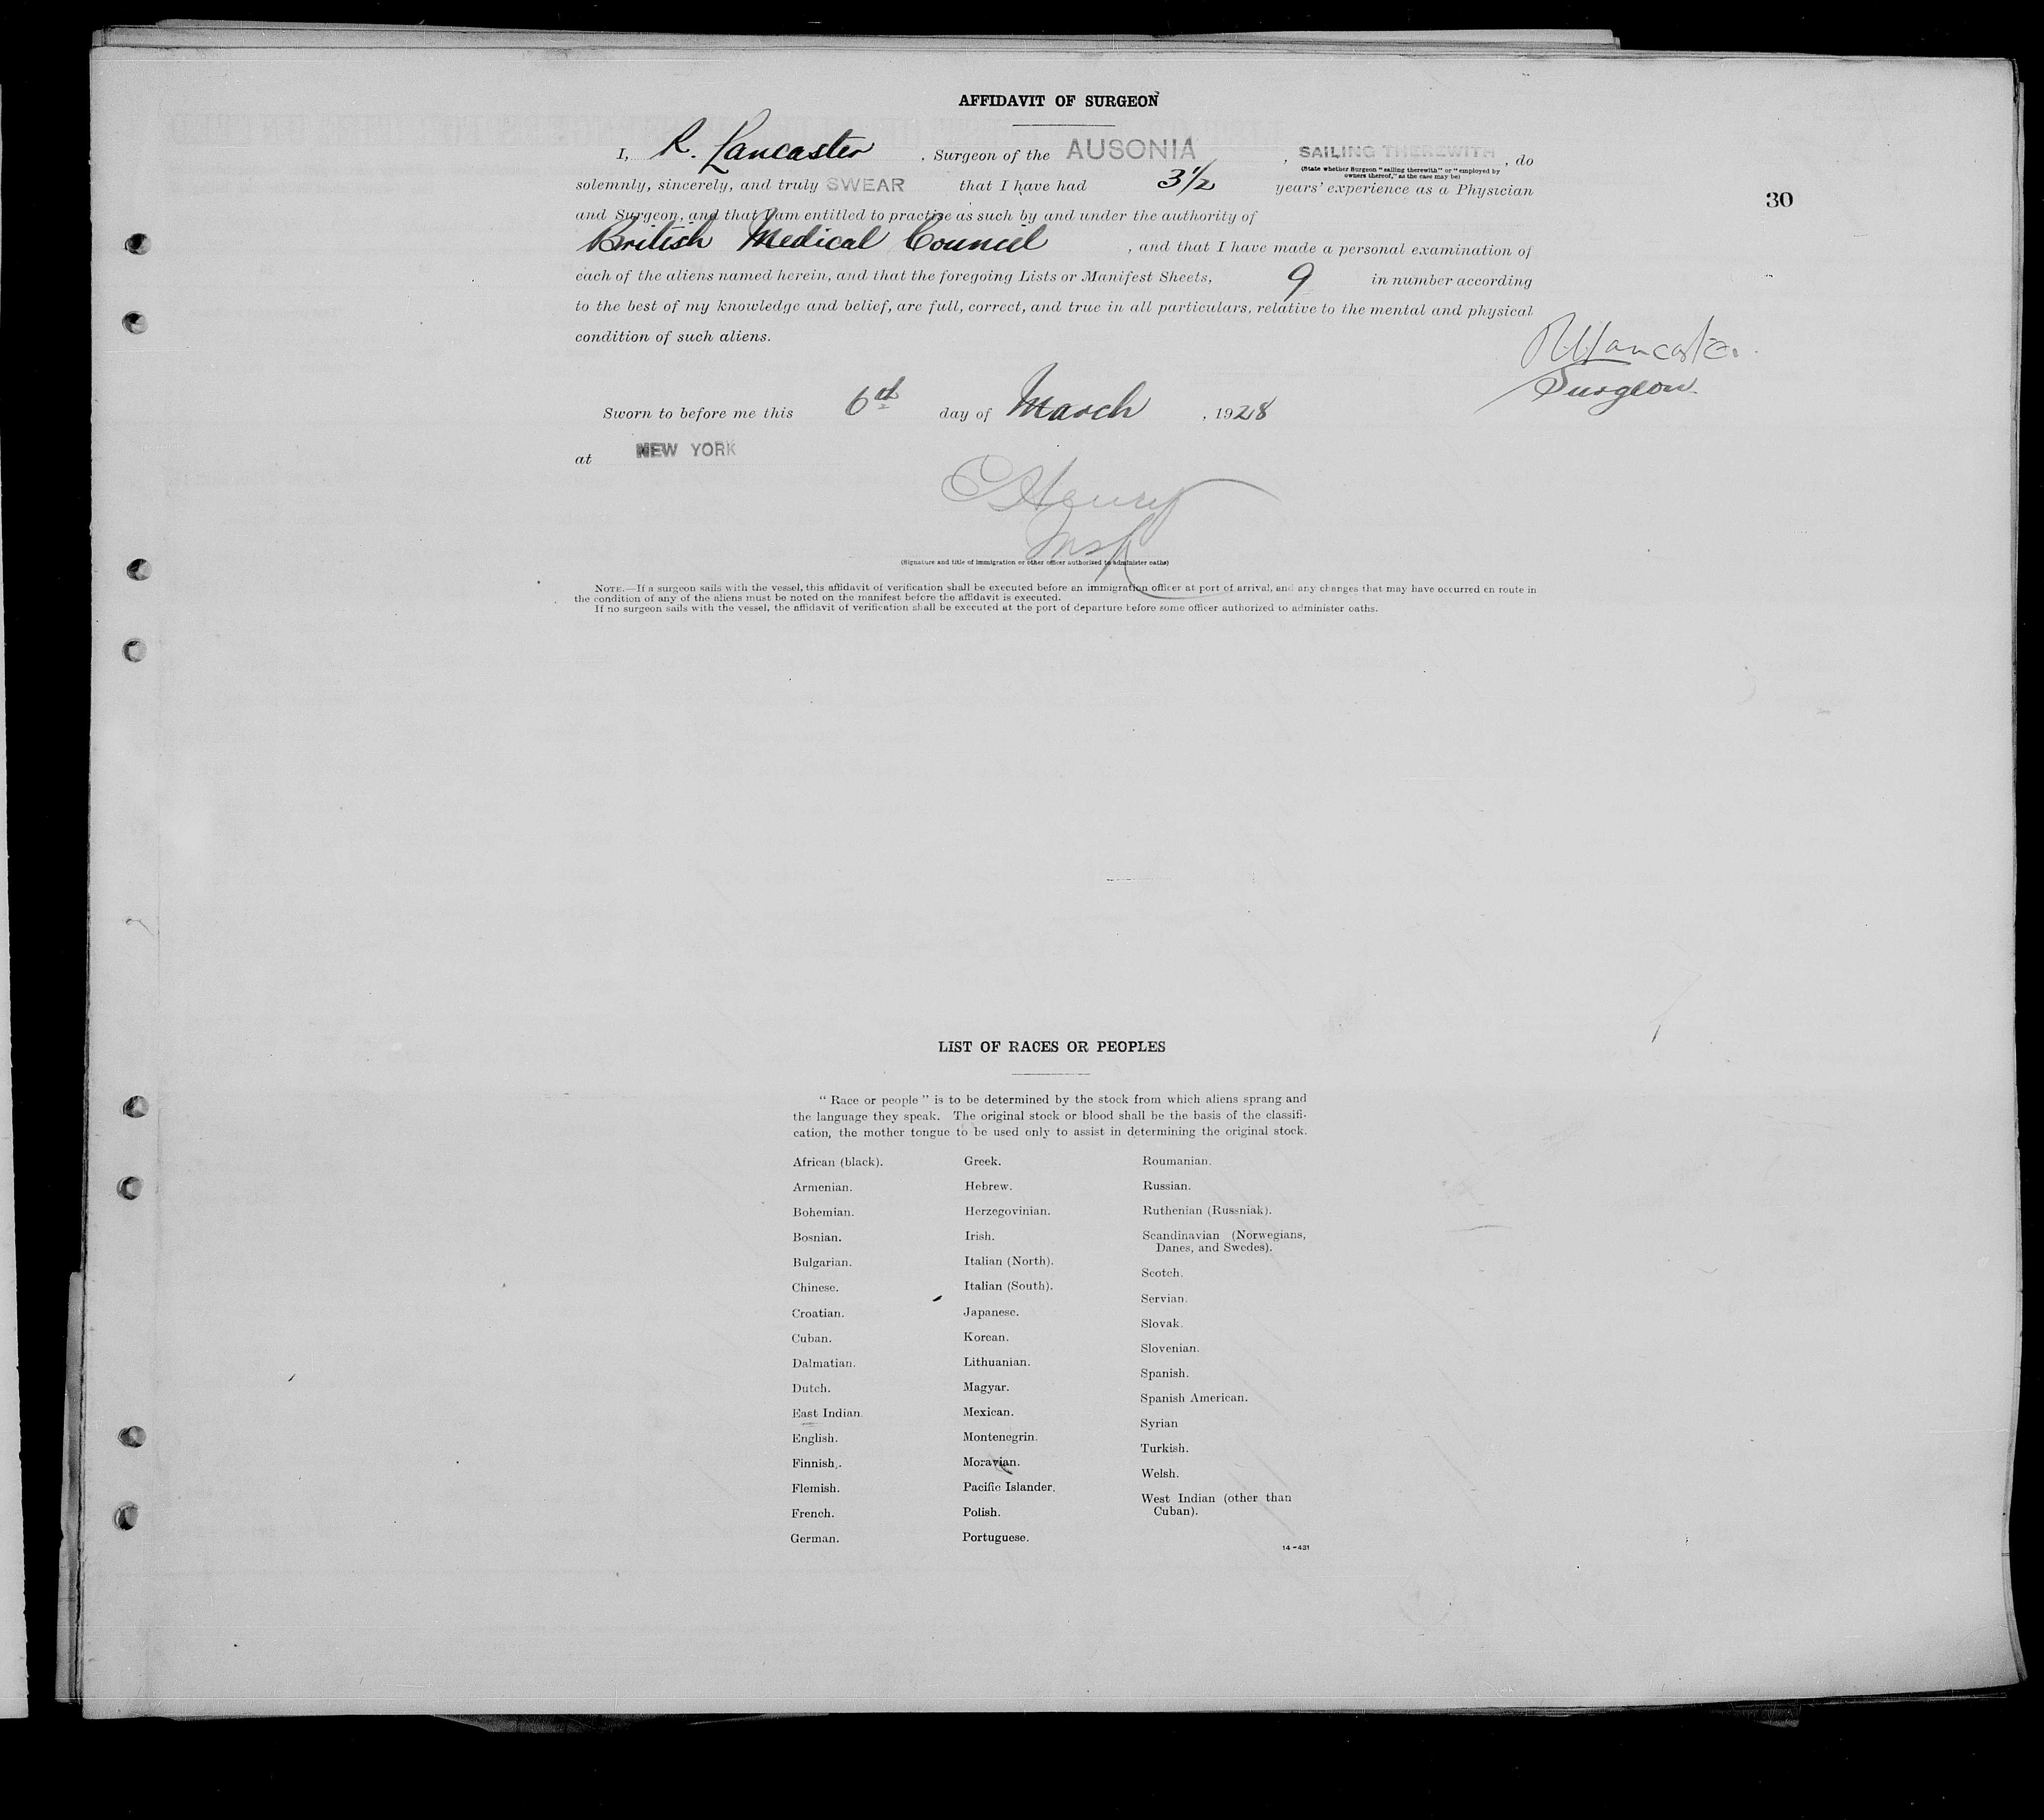 AFFIDAVIT OF SURGEON
I, R. Lancaster, Surgeon of the AUSONIA, SAILING THEREWITH, do
(State whether Surgeon "sailing therewith" or "employed by
owners thereof," as the case may be)
solemnly, sincerely, and truly SWEAR that I have had 3½ years' experience as a Physician
30
and Surgeon, and that I am entitled to practise as such by and under the authority of
British Medical Council, and that I have made a personal examination of
each of the aliens named herein, and that the foregoing Lists or Manifest Sheets, 9 in number according
to the best of my knowledge and belief, are full, correct, and true in all particulars, relative to the mental and physical
condition of such aliens.
R Lancaster.
Surgeon.
Sworn to before me this 6th day of March, 1928
at NEW YORK
Henry
Insp
(Signature and title of immigration or other officer authorized to administer oaths)
NOTE.—If a surgeon sails with the vessel, this affidavit of verification shall be executed before an immigration officer at port of arrival, and any changes that may have occurred en route in
the condition of any of the aliens must be noted on the manifest before the affidavit is executed.
If no surgeon sails with the vessel, the affidavit of verification shall be executed at the port of departure before some officer authorized to administer oaths.
LIST OF RACES OR PEOPLES
"Race or people" is to be determined by the stock from which aliens sprang and
the language they speak. The original stock or blood shall be the basis of the classifi-
cation, the mother tongue to be used only to assist in determining the original stock.
African (black).
Armenian.
Bohemian.
Bosnian.
Bulgarian.
Chinese.
Croatian.
Cuban.
Dalmatian.
Dutch.
East Indian.
English.
Finnish.
Flemish.
French.
German.
Greek.
Hebrew.
Herzegovinian.
Irish.
Italian (North).
Italian (South).
Japanese.
Korean.
Lithuanian.
Magyar.
Mexican.
Montenegrin.
Moravian.
Pacific Islander.
Polish.
Portuguese.
Roumanian.
Russian.
Ruthenian (Russniak).
Scandinavian (Norwegians,
Danes, and Swedes).
Scotch.
Servian.
Slovak.
Slovenian.
Spanish.
Spanish American.
Syrian
Turkish.
Welsh.
West Indian (other than
Cuban).
14-431